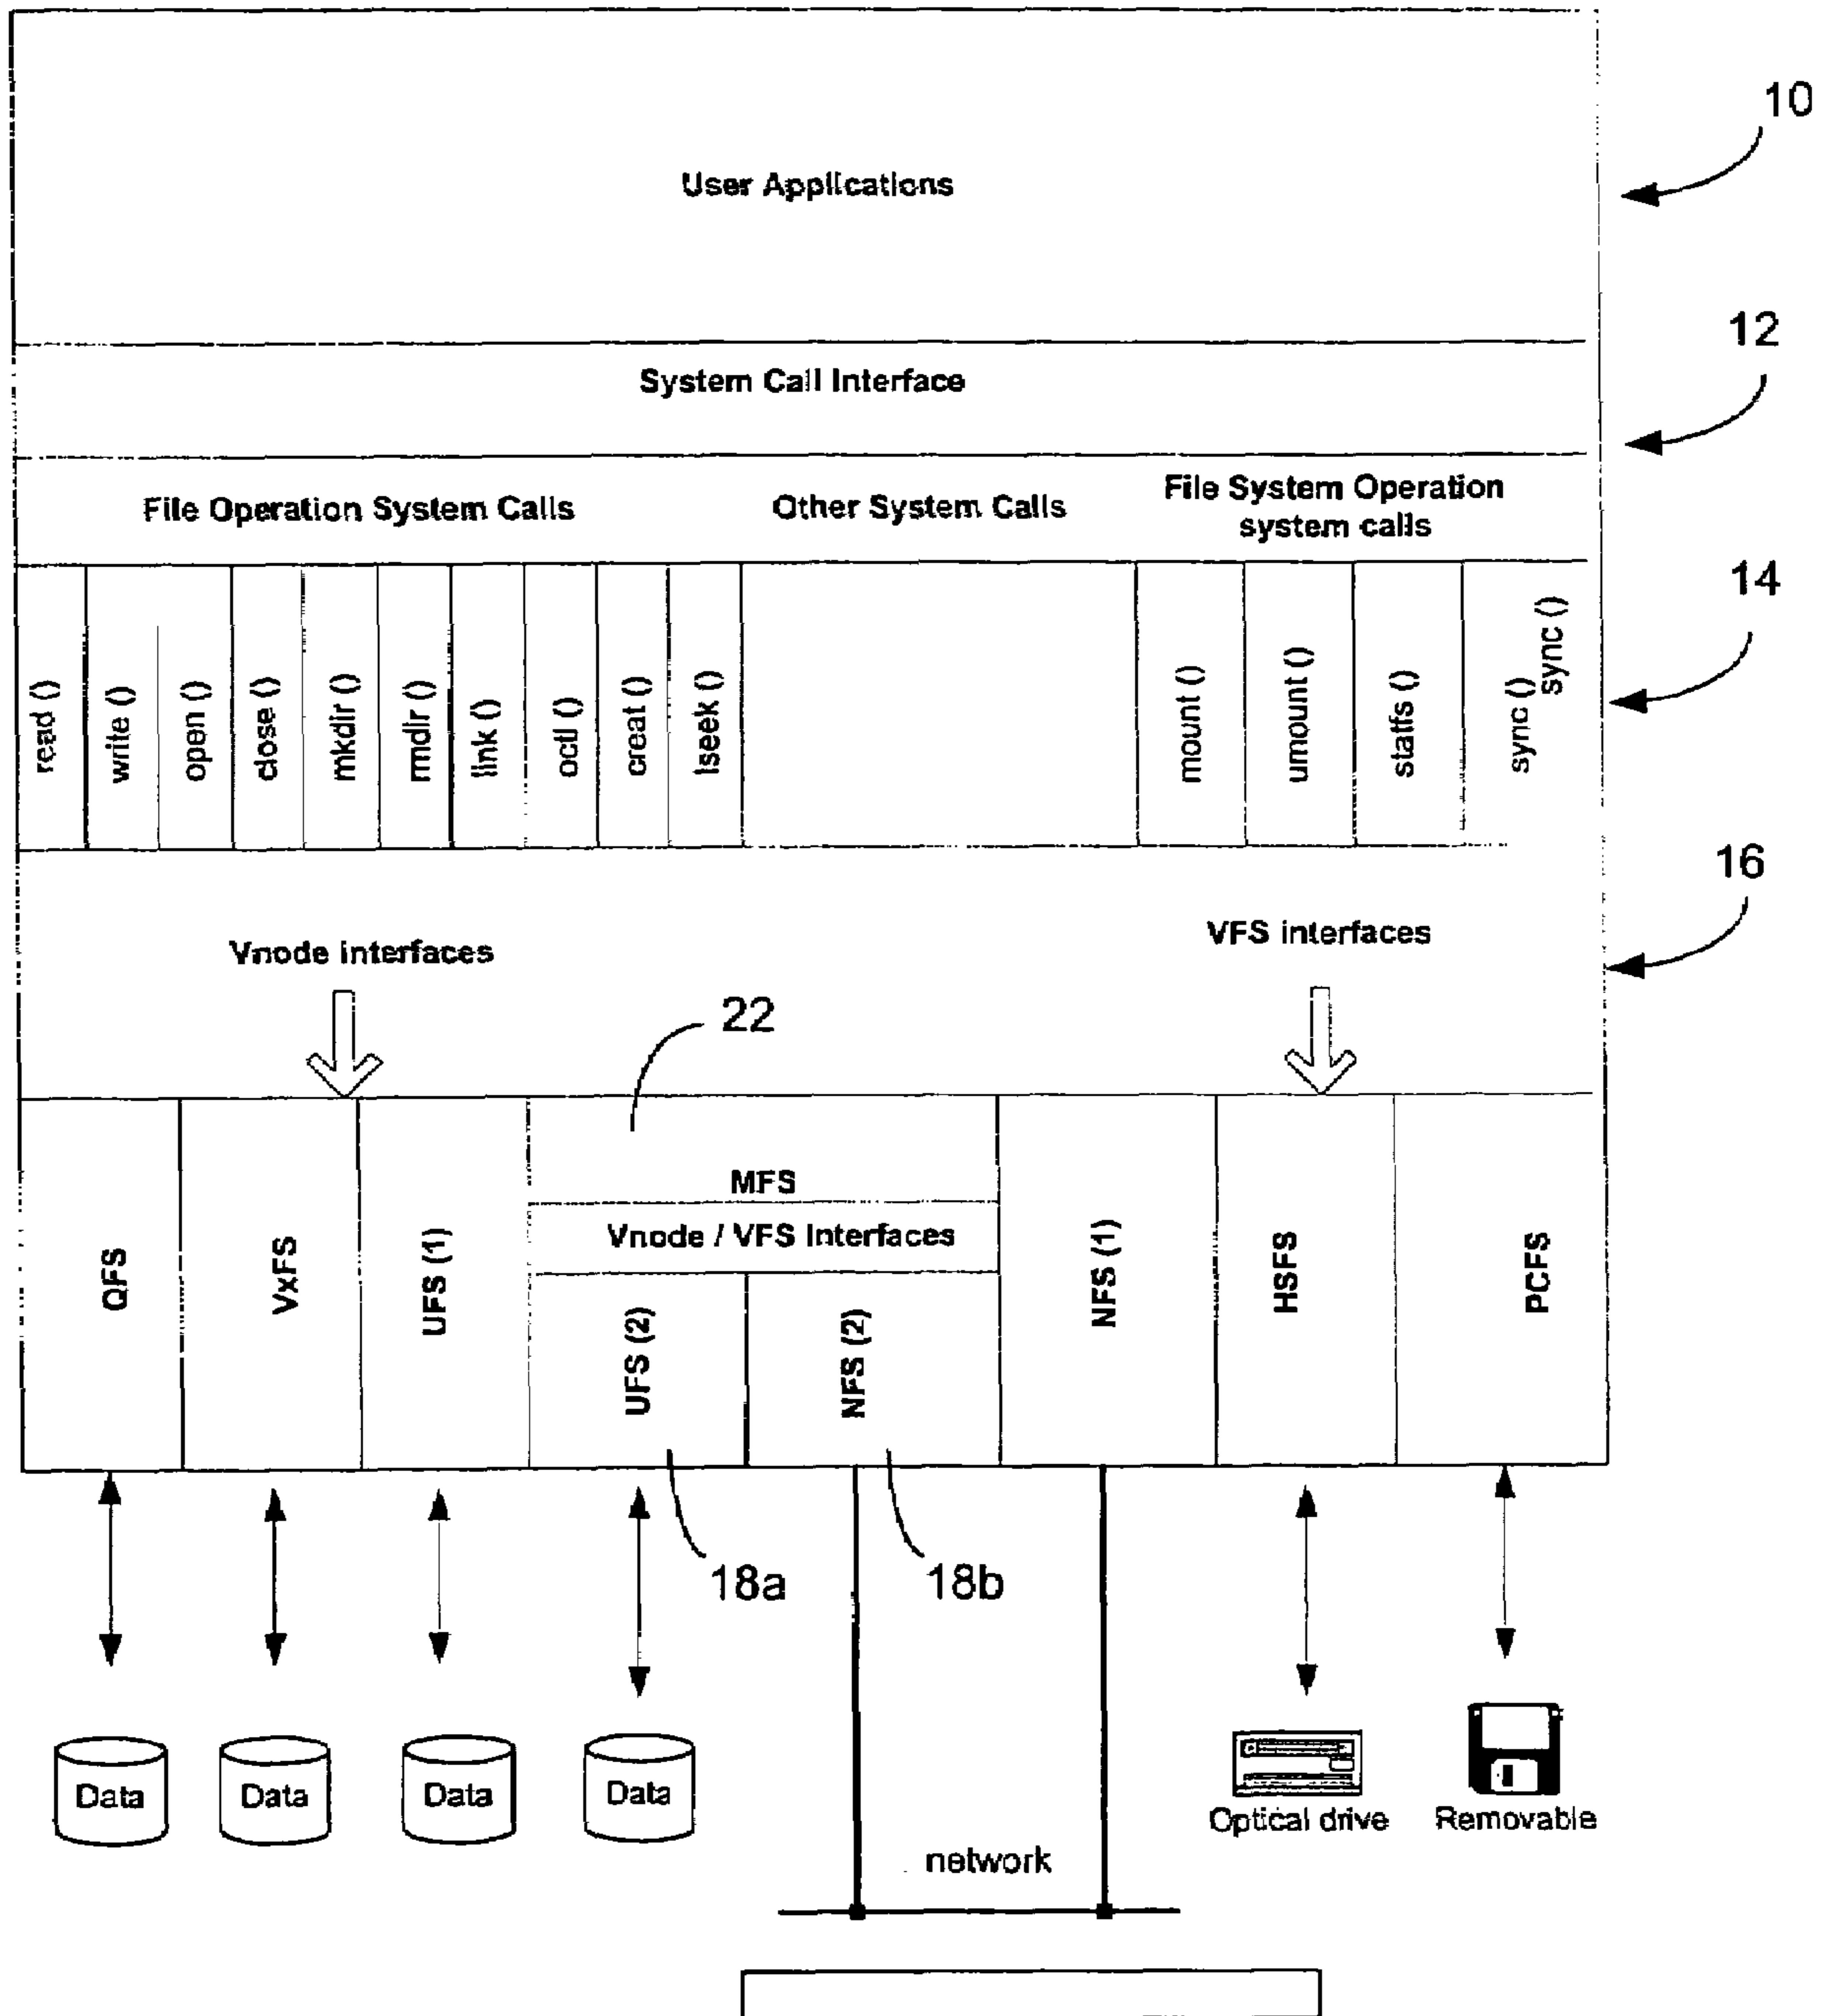 10
User Applications
12
System Call Interface
File Operation System Calls
Other System Calls
File System Operation
system calls
14
read ()
write ()
open ()
close ()
mkdir ()
rmdir ()
link ()
octl ()
creat ()
lseek ()
mount ()
umount ()
statfs ()
sync ()
sync ()
16
Vnode interfaces
VFS interfaces
22
QFS
VxFS
UFS (1)
MFS
Vnode / VFS Interfaces
UFS (2)
NFS (2)
NFS (1)
HSFS
PCFS
18a
18b
Data
Data
Data
Data
Optical drive
Removable
network